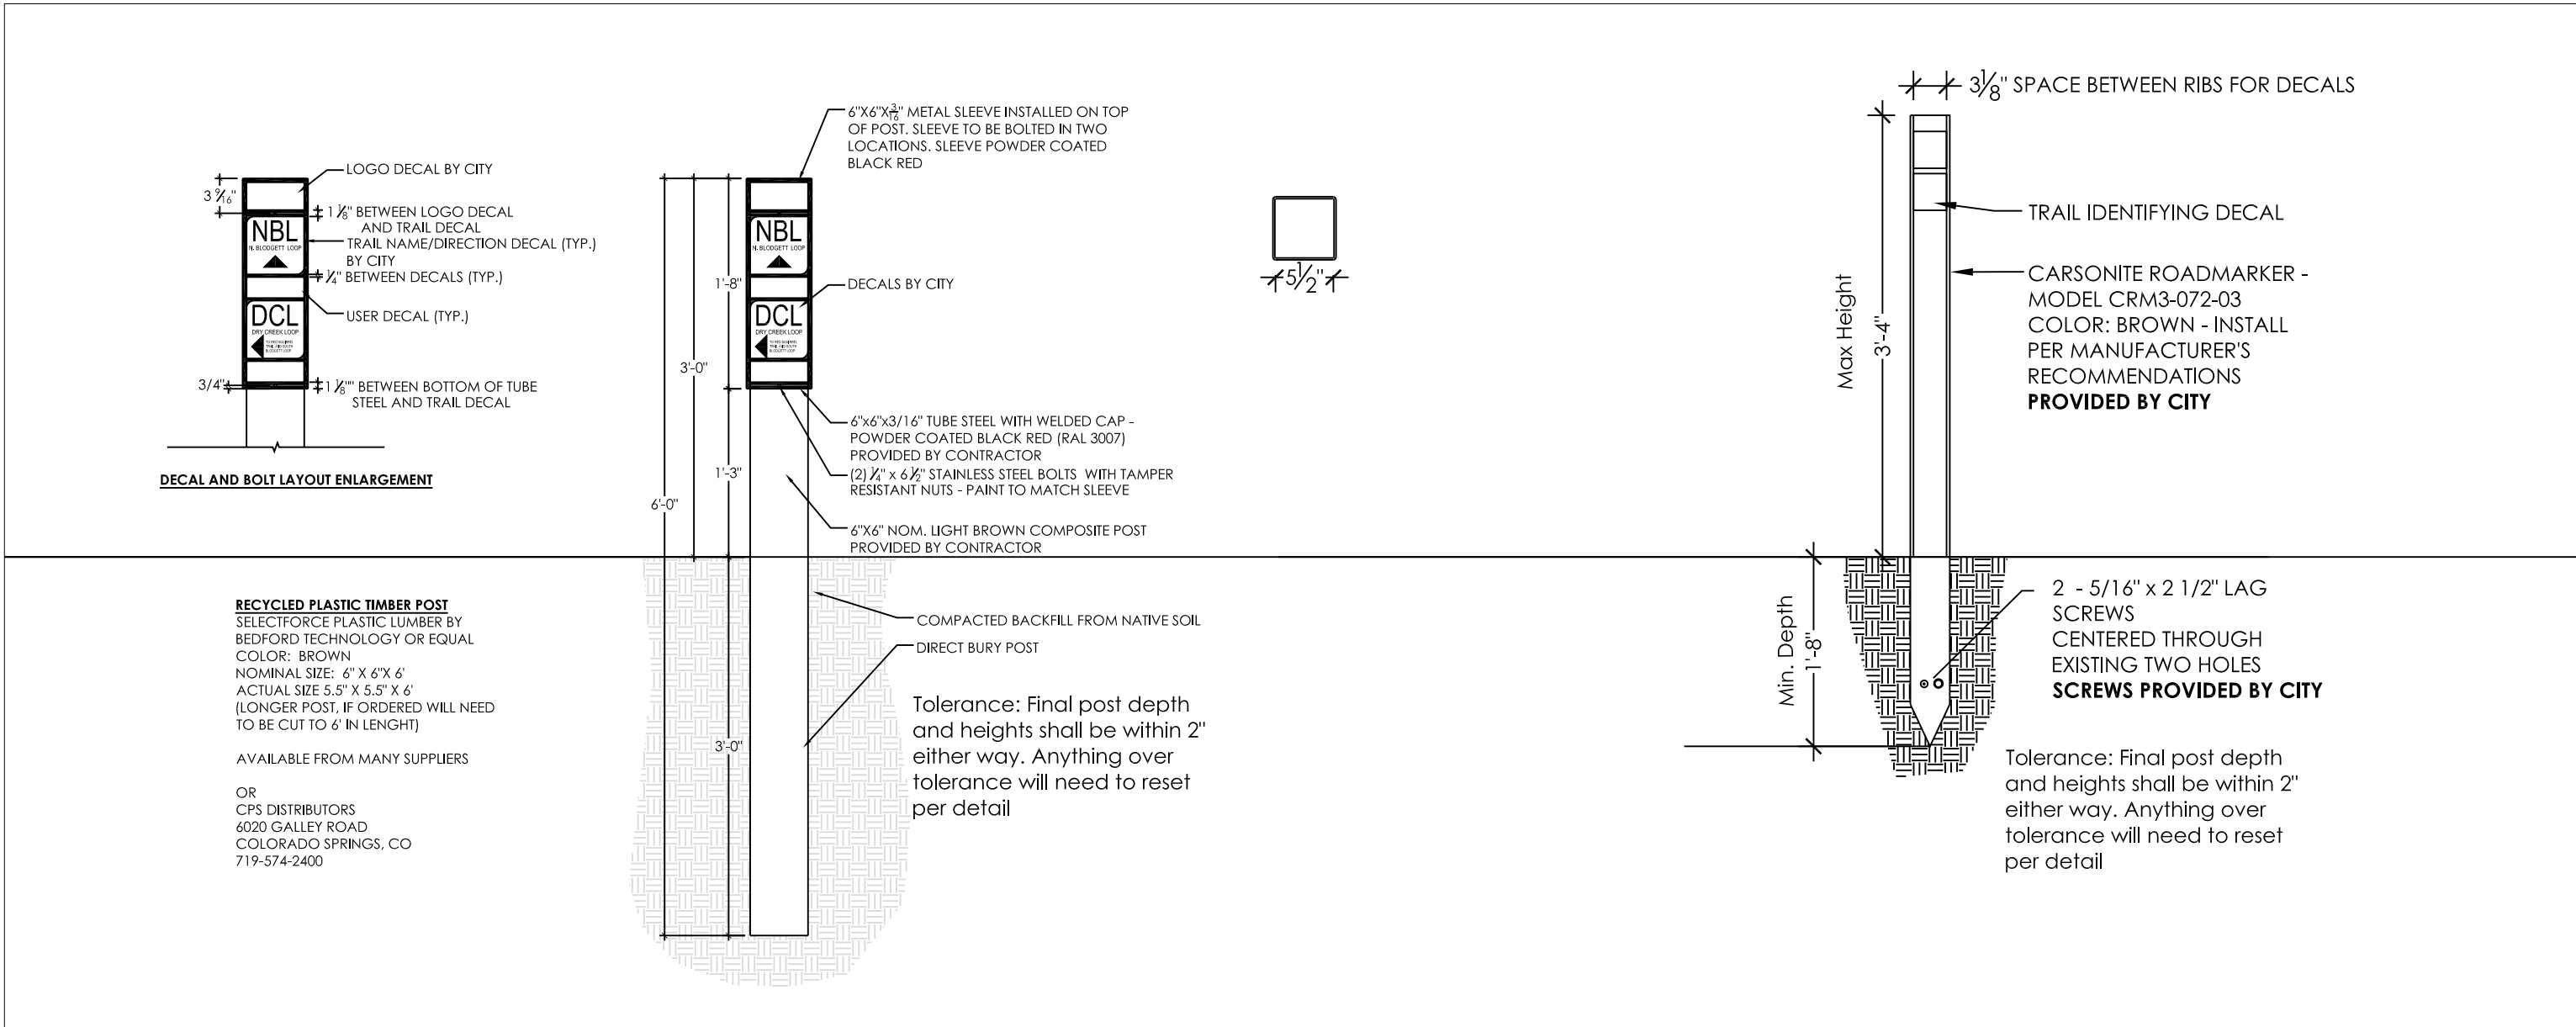 LOGO DECAL BY CITY
3 9/16"
1 1/8" BETWEEN LOGO DECAL
AND TRAIL DECAL
TRAIL NAME/DIRECTION DECAL (TYP.)
BY CITY
1/4" BETWEEN DECALS (TYP.)
USER DECAL (TYP.)
NBL
N. BLODGETT LOOP
DCL
DRY CREEK LOOP
3/4"
1 1/8"" BETWEEN BOTTOM OF TUBE
STEEL AND TRAIL DECAL
DECAL AND BOLT LAYOUT ENLARGEMENT
6"X6"X3/16" METAL SLEEVE INSTALLED ON TOP
OF POST. SLEEVE TO BE BOLTED IN TWO
LOCATIONS. SLEEVE POWDER COATED
BLACK RED
NBL
N. BLODGETT LOOP
DCL
DRY CREEK LOOP
DECALS BY CITY
1'-8"
3'-0"
1'-3"
6'-0"
3'-0"
6"x6"x3/16" TUBE STEEL WITH WELDED CAP -
POWDER COATED BLACK RED (RAL 3007)
PROVIDED BY CONTRACTOR
(2) 1/4" x 6 1/2" STAINLESS STEEL BOLTS WITH TAMPER
RESISTANT NUTS - PAINT TO MATCH SLEEVE
6"X6" NOM. LIGHT BROWN COMPOSITE POST
PROVIDED BY CONTRACTOR
COMPACTED BACKFILL FROM NATIVE SOIL
DIRECT BURY POST
Tolerance: Final post depth
and heights shall be within 2"
either way. Anything over
tolerance will need to reset
per detail
RECYCLED PLASTIC TIMBER POST
SELECTFORCE PLASTIC LUMBER BY
BEDFORD TECHNOLOGY OR EQUAL
COLOR: BROWN
NOMINAL SIZE: 6" X 6"X 6'
ACTUAL SIZE 5.5" X 5.5" X 6'
(LONGER POST, IF ORDERED WILL NEED
TO BE CUT TO 6' IN LENGHT)
AVAILABLE FROM MANY SUPPLIERS
OR
CPS DISTRIBUTORS
6020 GALLEY ROAD
COLORADO SPRINGS, CO
719-574-2400
5 1/2"
3 1/8" SPACE BETWEEN RIBS FOR DECALS
TRAIL IDENTIFYING DECAL
CARSONITE ROADMARKER -
MODEL CRM3-072-03
COLOR: BROWN - INSTALL
PER MANUFACTURER'S
RECOMMENDATIONS
PROVIDED BY CITY
Max Height
3'-4"
Min. Depth
1'-8"
2 - 5/16" x 2 1/2" LAG
SCREWS
CENTERED THROUGH
EXISTING TWO HOLES
SCREWS PROVIDED BY CITY
Tolerance: Final post depth
and heights shall be within 2"
either way. Anything over
tolerance will need to reset
per detail